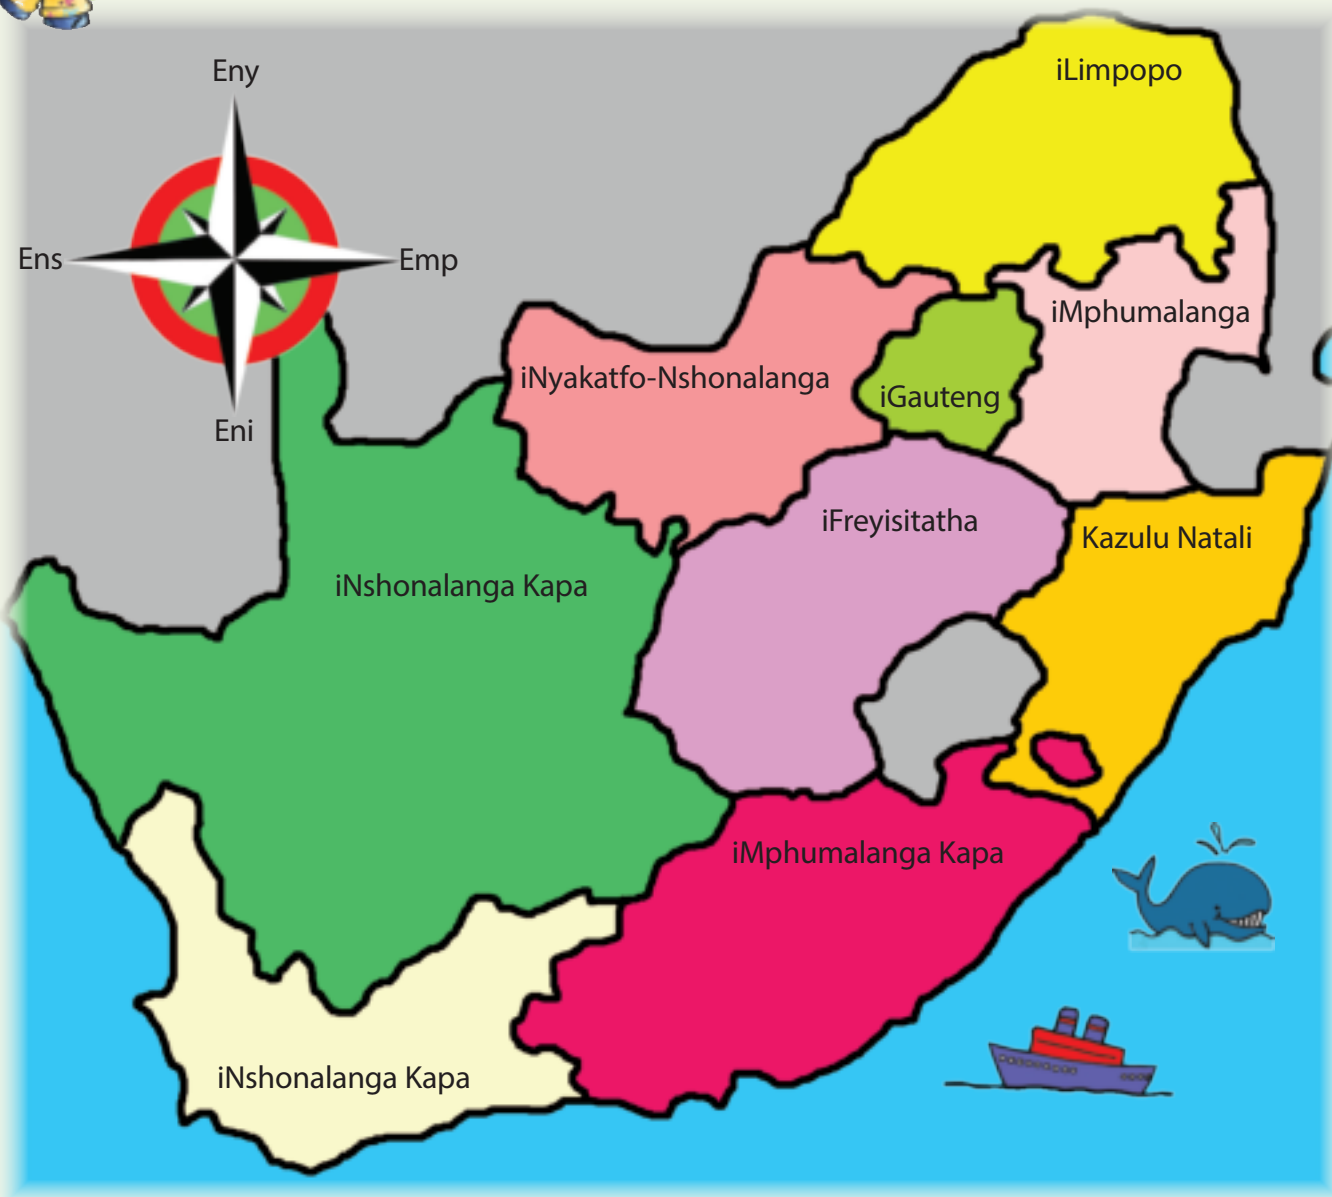 Eny
iLimpopo
Ens
Emp
iMphumalanga
iNyakatfo-Nshonalanga
iGauteng
Eni
iFreyisitatha
Kazulu Natali
iNshonalanga Kapa
iMphumalanga Kapa
iNshonalanga Kapa